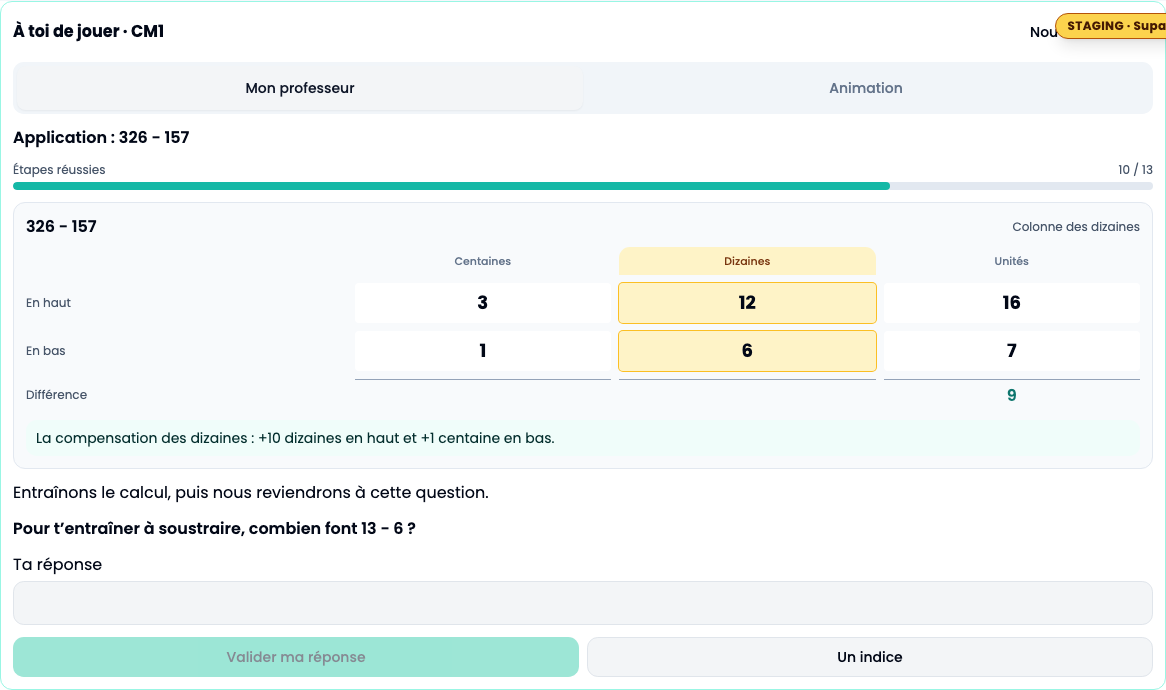 À toi de jouer · CM1
Nou
STAGING · Supa
Mon professeur
Animation
Application : 326 − 157
Étapes réussies
10 / 13
326 − 157
Colonne des dizaines
Centaines
Dizaines
Unités
En haut
3
12
16
En bas
1
6
7
Différence
9
La compensation des dizaines : +10 dizaines en haut et +1 centaine en bas.
Entraînons le calcul, puis nous reviendrons à cette question.
Pour t’entraîner à soustraire, combien font 13 − 6 ?
Ta réponse
Valider ma réponse
Un indice